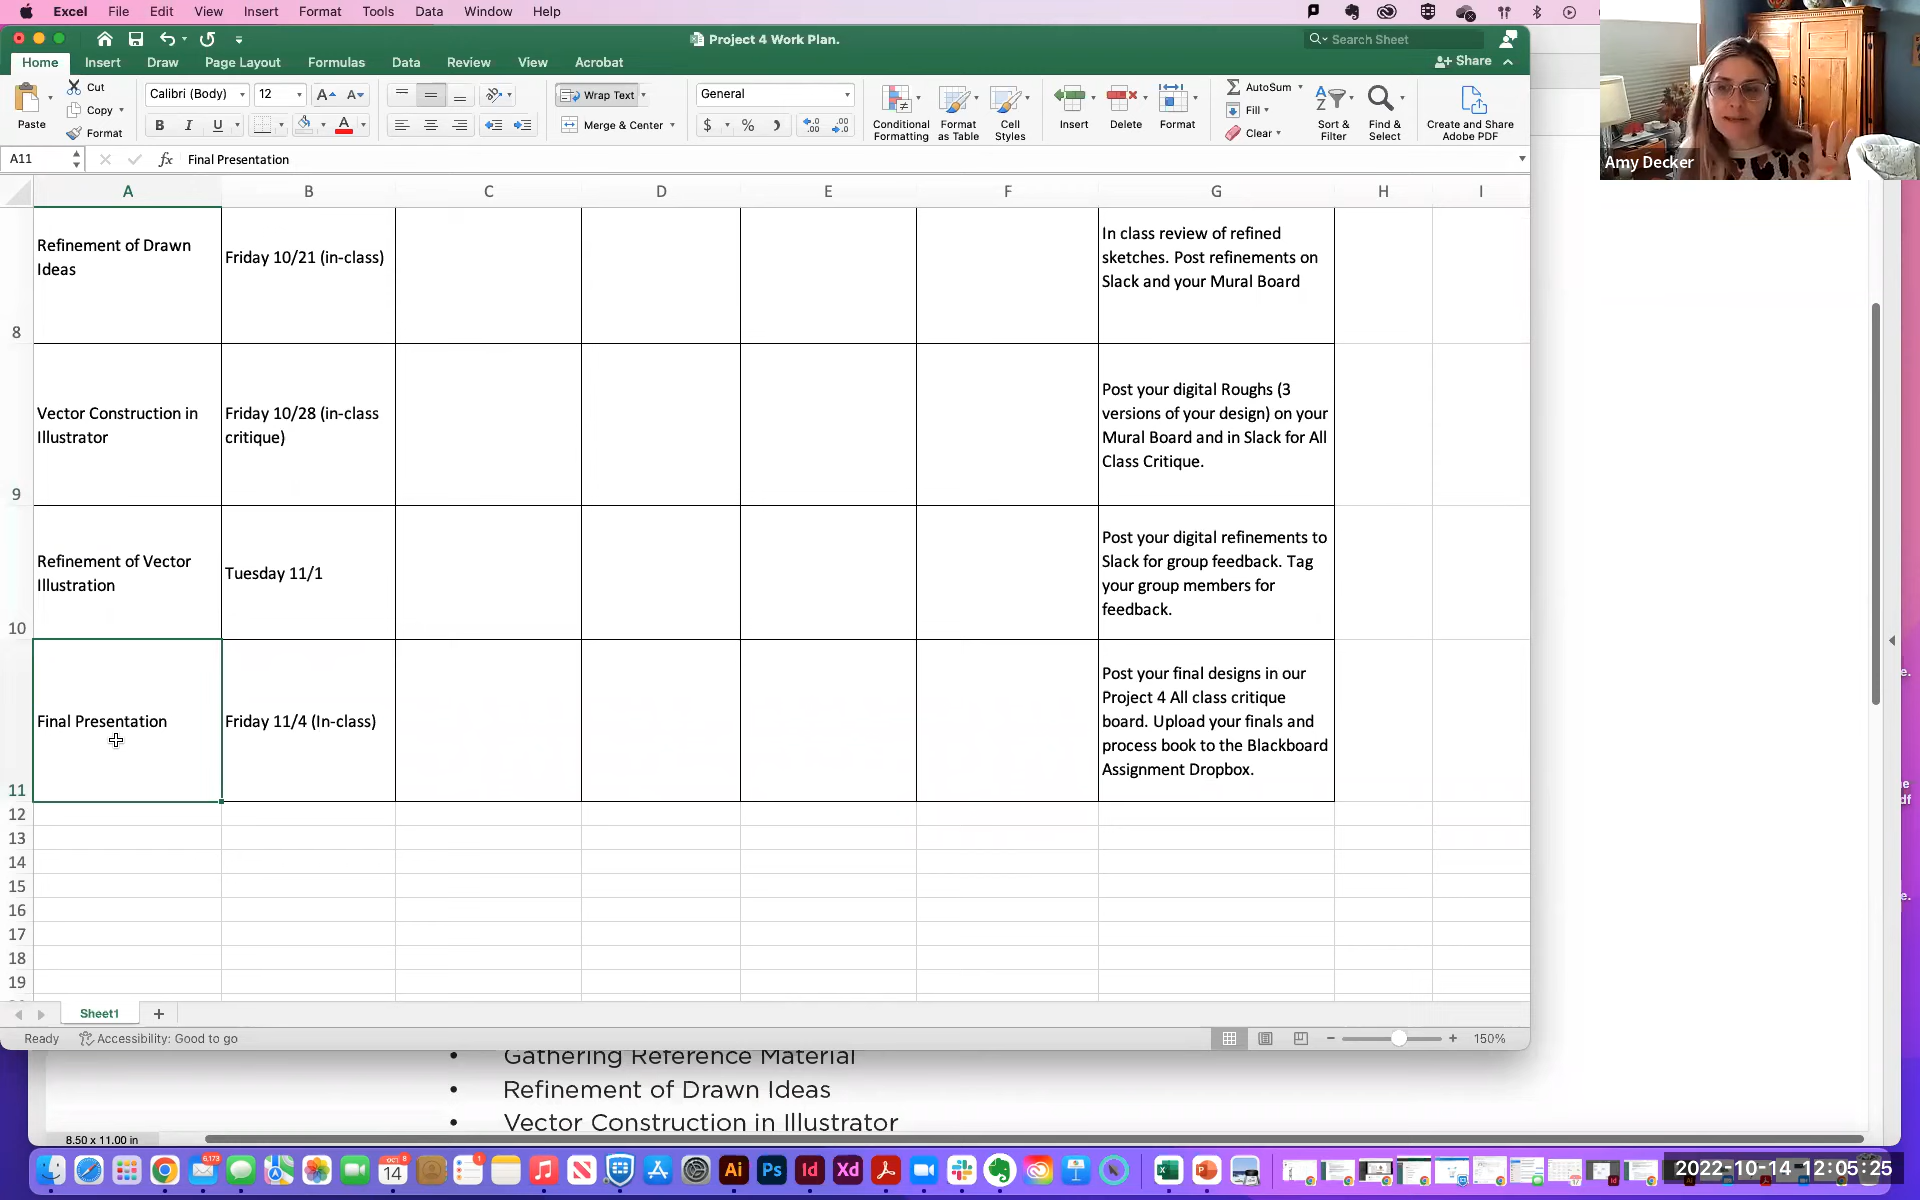 Excel File Edit View Insert Format Tools Data Window Help
Project 4 Work Plan.
Search Sheet
Home Insert Draw Page Layout Formulas Data Review View Acrobat
Share
Paste
Cut
Copy
Format
Calibri (Body) 12
Wrap Text
Merge & Center
General
Conditional Formatting
Format as Table
Cell Styles
Insert
Delete
Format
AutoSum
Fill
Clear
Sort & Filter
Find & Select
Create and Share Adobe PDF
Amy Decker
A11
fx Final Presentation
A B C D E F G H I
Refinement of Drawn
Ideas
Friday 10/21 (in-class)
In class review of refined
sketches. Post refinements on
Slack and your Mural Board
8
Vector Construction in
Illustrator
Friday 10/28 (in-class
critique)
Post your digital Roughs (3
versions of your design) on your
Mural Board and in Slack for All
Class Critique.
9
Refinement of Vector
Illustration
Tuesday 11/1
Post your digital refinements to
Slack for group feedback. Tag
your group members for
feedback.
10
Final Presentation
Friday 11/4 (In-class)
Post your final designs in our
Project 4 All class critique
board. Upload your finals and
process book to the Blackboard
Assignment Dropbox.
11
12
13
14
15
16
17
18
19
Sheet1
Ready
Accessibility: Good to go
150%
• Gathering Reference Material
• Refinement of Drawn Ideas
• Vector Construction in Illustrator
8.50 x 11.00 in
6,173
OCT
14
8
1
Ai Ps Id Xd
2022-10-14 12:05:25